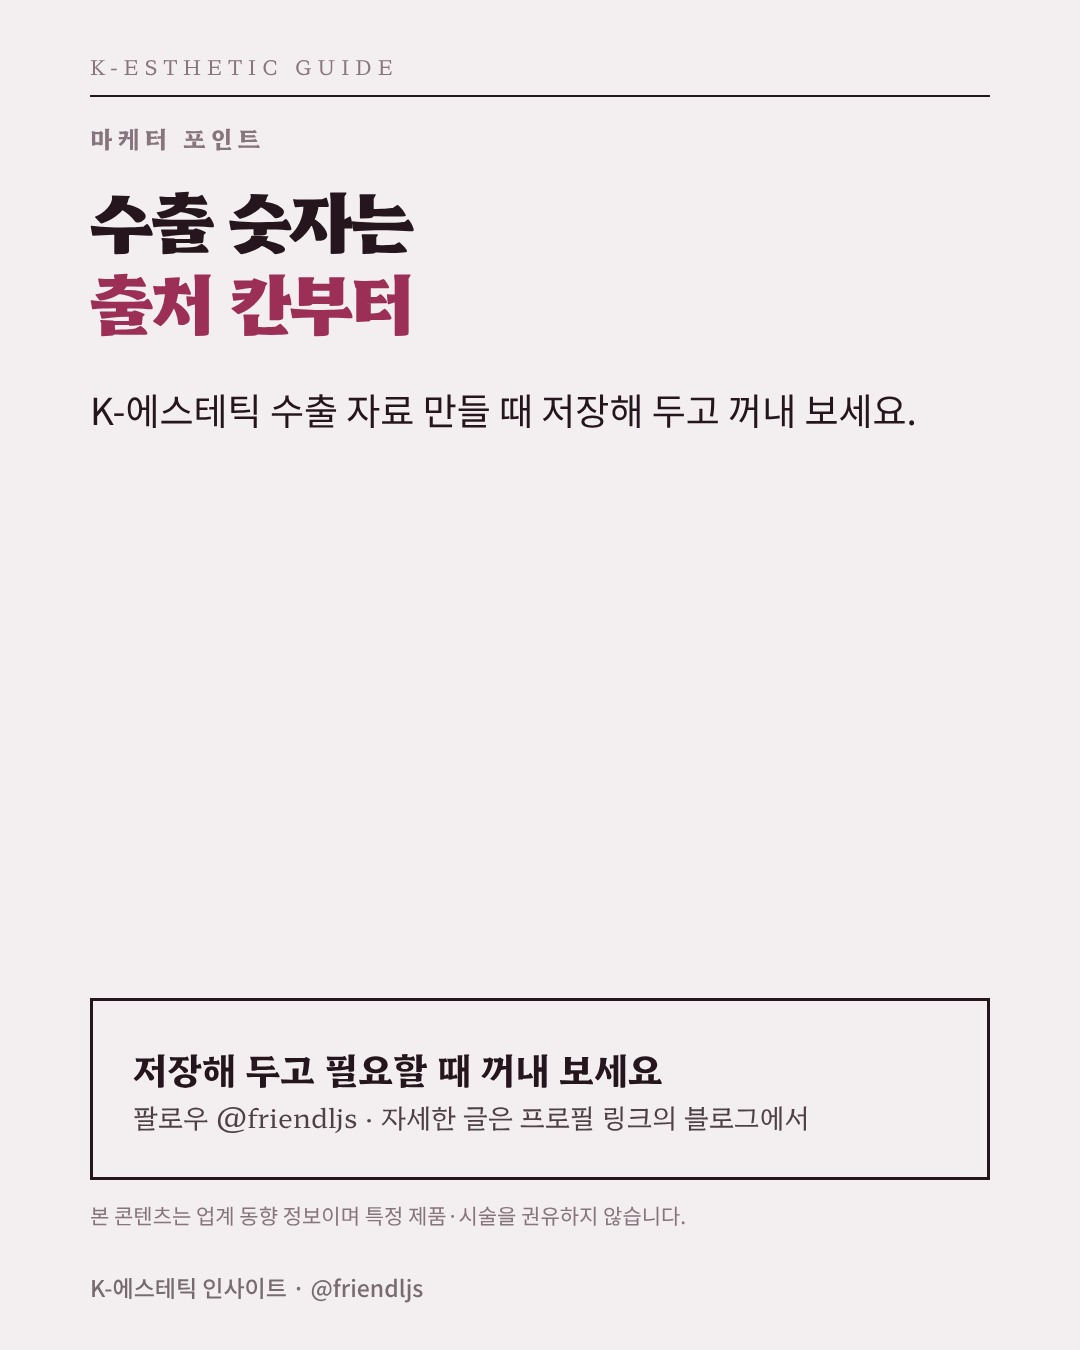 K-ESTHETIC GUIDE
마케터 포인트
수출 숫자는
출처 칸부터
K-에스테틱 수출 자료 만들 때 저장해 두고 꺼내 보세요.
저장해 두고 필요할 때 꺼내 보세요
팔로우 @friendljs · 자세한 글은 프로필 링크의 블로그에서
본 콘텐츠는 업계 동향 정보이며 특정 제품·시술을 권유하지 않습니다.
K-에스테틱 인사이트 · @friendljs